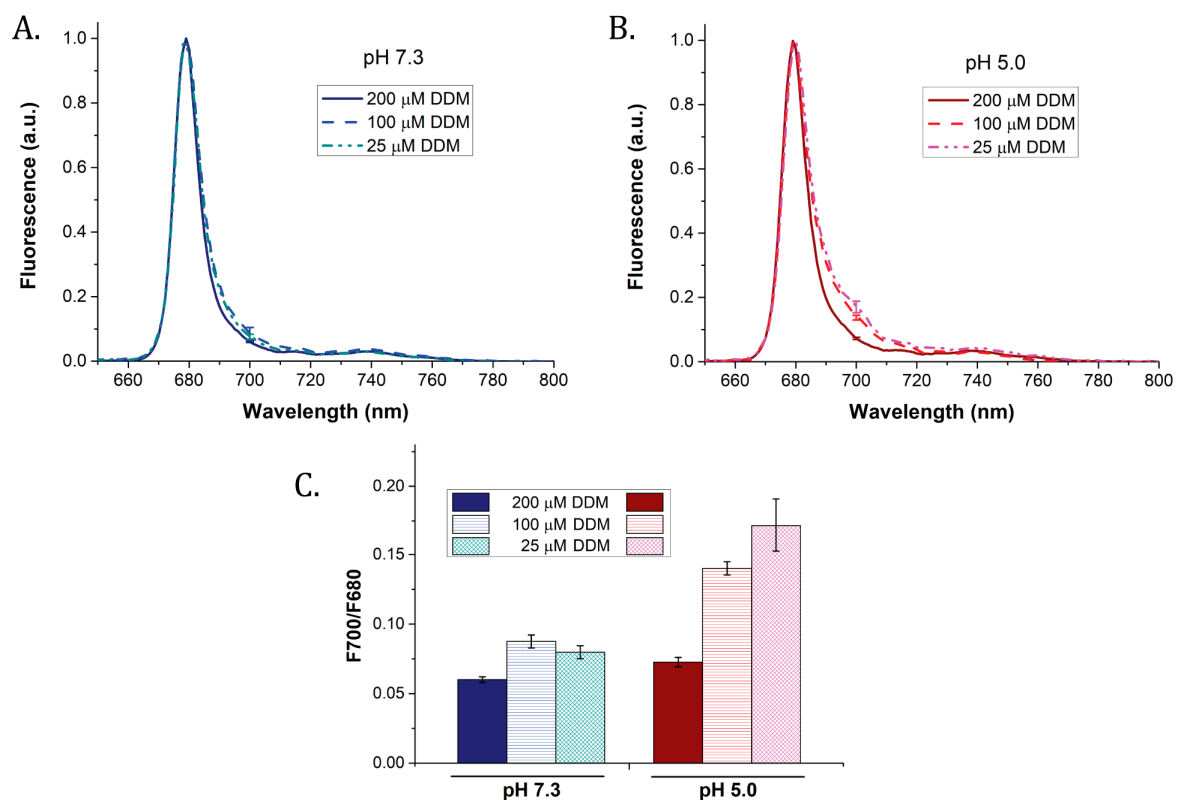 A.
pH 7.3
200 μM DDM
100 μM DDM
25 μM DDM
Fluorescence (a.u.)
1.0
0.8
0.6
0.4
0.2
0.0
660 680 700 720 740 760 780 800
Wavelength (nm)
B.
pH 5.0
200 μM DDM
100 μM DDM
25 μM DDM
Fluorescence (a.u.)
1.0
0.8
0.6
0.4
0.2
0.0
660 680 700 720 740 760 780 800
Wavelength (nm)
C.
200 μM DDM
100 μM DDM
25 μM DDM
F700/F680
0.20
0.15
0.10
0.05
0.00
pH 7.3 pH 5.0